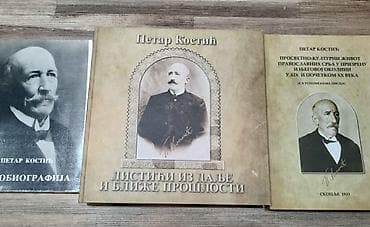 ПЕТАР КОСТИЋ
ОБИОГРАФИЈА
Петар Костић
ЛИСТИЋИ ИЗ ДАЉЕ
И БЛИЖЕ ПРОШЛОСТИ
ПЕТАР КОСТИЋ
ПРОСВЕТНО-КУЛТУРНИ ЖИВОТ
ПРАВОСЛАВНИХ СРБА У ПРИЗРЕНУ
И ЊЕГОВОЈ ОКОЛИНИ
У XIX И ПОЧЕТКОМ XX ВЕКА
СКОПЉЕ